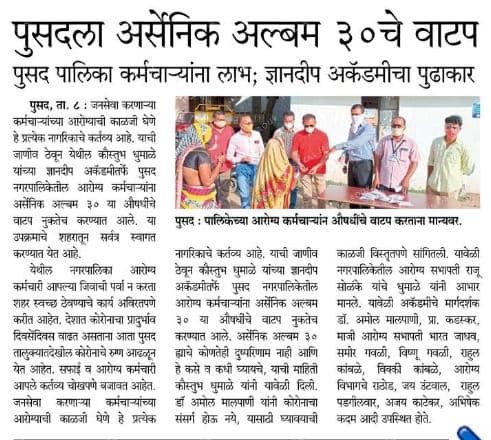 पुसदला अर्सेनिक अल्बम ३०चे वाटप
पुसद पालिका कर्मचाऱ्यांना लाभ; ज्ञानदीप अकॅडमीचा पुढाकार
पुसद, ता. ८ : जनसेवा करणाऱ्या
कर्मचाऱ्यांच्या आरोग्याची काळजी घेणे
हे प्रत्येक नागरिकाचे कर्तव्य आहे. याची
जाणीव ठेवून येथील कौस्तुभ धुमाळे
यांच्या ज्ञानदीप अकॅडमीतर्फे पुसद
नगरपालिकेतील आरोग्य कर्मचाऱ्यांना
अर्सेनिक अल्बम ३० या औषधीचे
वाटप नुकतेच करण्यात आले. या
उपक्रमाचे शहरातून सर्वत्र स्वागत
करण्यात येत आहे.
येथील नगरपालिका आरोग्य
कर्मचारी आपल्या जिवाची पर्वा न करता
शहर स्वच्छ ठेवण्याचे कार्य अविरतपणे
करीत आहेत. देशात कोरोनाचा प्रादुर्भाव
दिवसेंदिवस वाढत असताना आता पुसद
तालुक्यातदेखील कोरोनाचे रुग्ण आढळून
येत आहेत. सफाई व आरोग्य कर्मचारी
आपले कर्तव्य चोखपणे बजावत आहेत.
जनसेवा करणाऱ्या कर्मचाऱ्यांच्या
आरोग्याची काळजी घेणे हे प्रत्येक
पुसद : पालिकेच्या आरोग्य कर्मचाऱ्यांन औषधीचे वाटप करताना मान्यवर.
नागरिकाचे कर्तव्य आहे. याची जाणीव
ठेवून कौस्तुभ धुमाळे यांच्या ज्ञानदीप
अकॅडमीतर्फे पुसद नगरपालिकेतील
आरोग्य कर्मचाऱ्यांना अर्सेनिक अल्बम
३० या औषधीचे वाटप नुकतेच
करण्यात आले. अर्सेनिक अल्बम ३०
ह्याचे कोणतेही दुष्परिणाम नाही आणि
हे कसे व कधी घ्यायचे, याची माहिती
कौस्तुभ धुमाळे यांनी यावेळी दिली.
डॉ अमोल मालपाणी यांनी कोरोनाचा
संसर्ग होऊ नये, यासाठी घ्यावयाची
काळजी विस्तृतपणे सांगितली. यावेळी
नगरपालिकेतील आरोग्य सभापती राजू
सोळंके यांचे धुमाळे यांनी आभार
मानले. यावेळी अकॅडमीचे मार्गदर्शक
डॉ. अमोल मालपाणी, प्रा. कडस्कर,
माजी आरोग्य सभापती भारत जाधव,
समीर गवळी, विष्णू गवळी, राहुल
कांबळे, विक्की कांबळे, आरोग्य
विभागचे राठोड, जय डंटवाल, राहुल
पडगीलवार, अजय काटेकर, अभिषेक
कदम आदी उपस्थित होते.